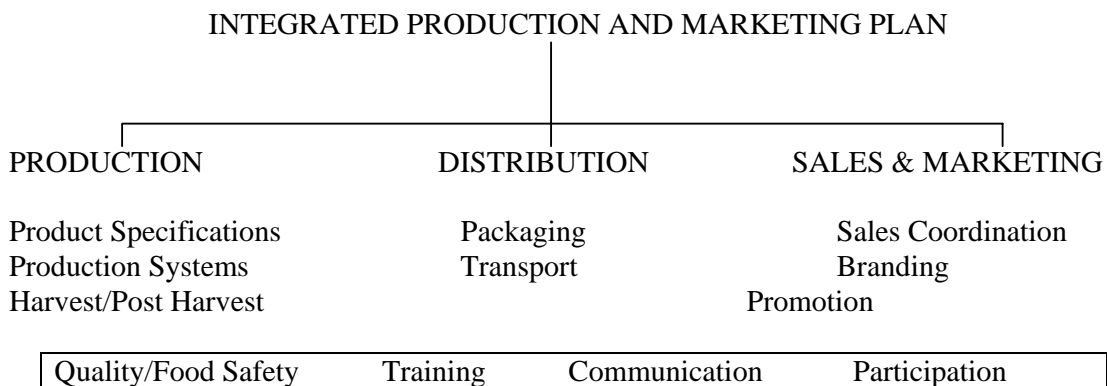 INTEGRATED PRODUCTION AND MARKETING PLAN
PRODUCTION DISTRIBUTION SALES & MARKETING
Product Specifications Packaging Sales Coordination
Production Systems Transport Branding
Harvest/Post Harvest Promotion
Quality/Food Safety Training Communication Participation